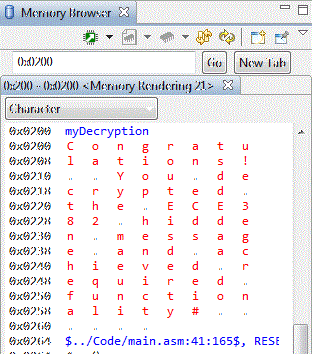 Memory Browser
0x0200
Go
New Tab
0x200 - 0x0200 <Memory Rendering 21>
Character
0x0200 myDecryption
0x0200 C o n g r a t u
0x0208 l a t i o n s !
0x0210 . . Y o u . d e
0x0218 c r y p t e d .
0x0220 t h e . E C E 3
0x0228 8 2 . h i d d e
0x0230 n . m e s s a g
0x0238 e . a n d . a c
0x0240 h i e v e d . r
0x0248 e q u i r e d .
0x0250 f u n c t i o n
0x0258 a l i t y # . .
0x0260 . . . .
0x0264 $../Code/main.asm:41:165$, RESE